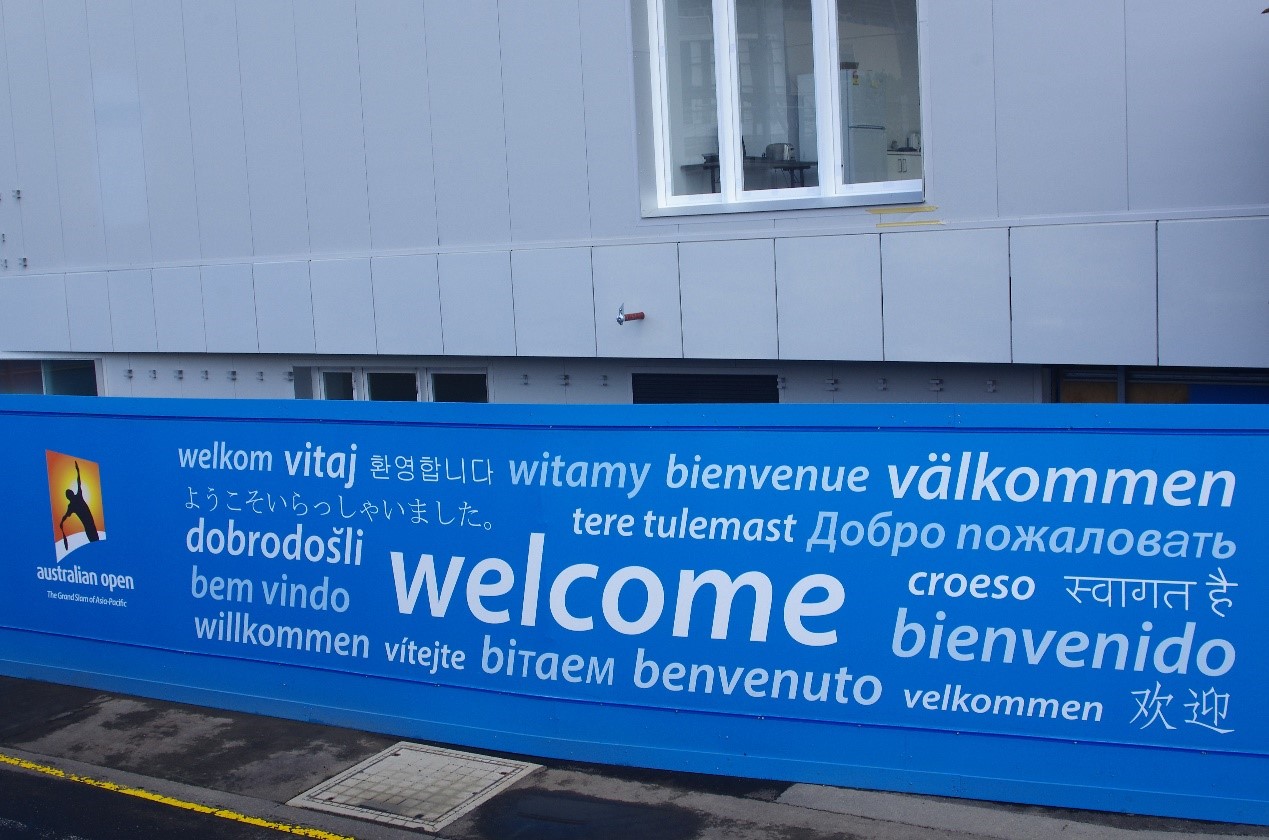 welkom vitaj 환영합니다 witamy bienvenue välkommen
ようこそいらっしゃいました。
tere tulemast Добро пожаловать
dobrodošli
welcome
croeso स्वागत है
bem vindo
bienvenido
willkommen vítejte вiтаєм benvenuto velkommen 欢迎
australian open
The Grand Slam of Asia-Pacific